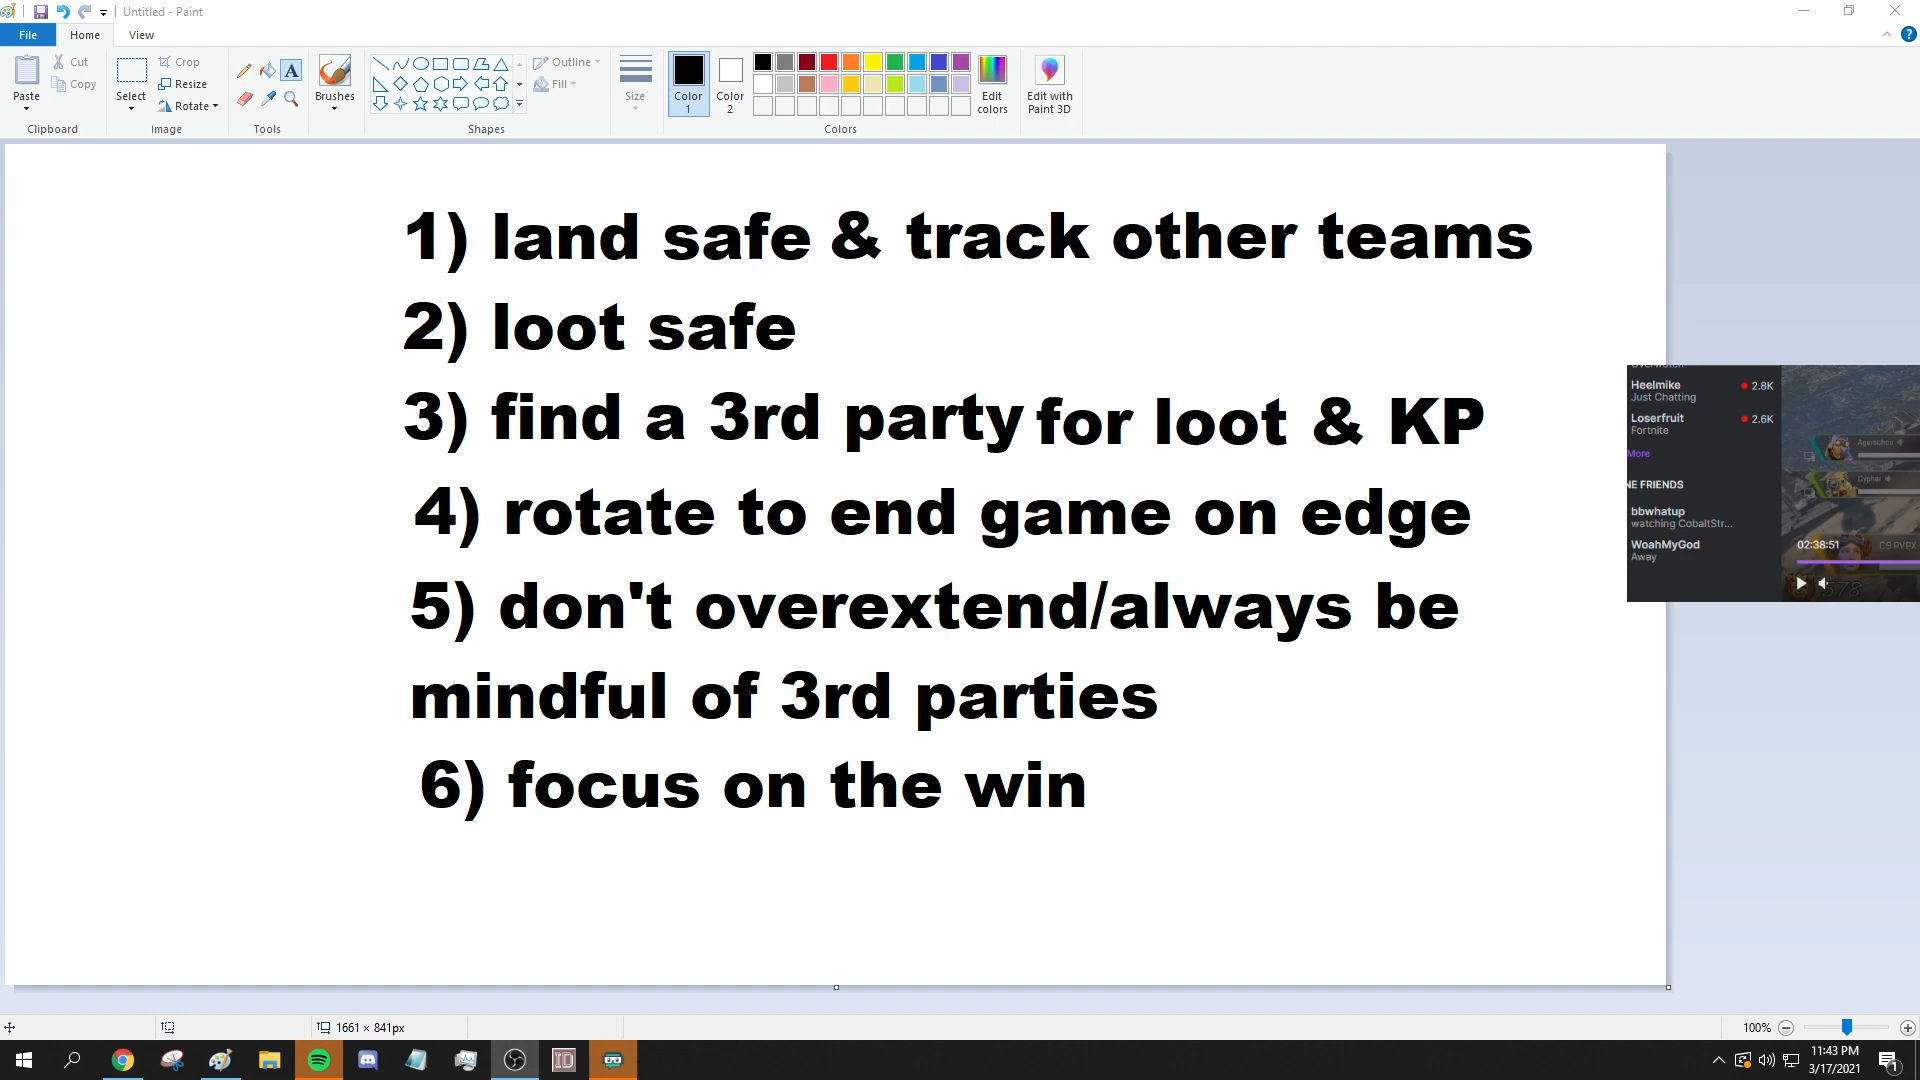 Untitled - Paint
File
Home
View
Paste
Cut
Copy
Clipboard
Select
Crop
Resize
Rotate
Image
A
Tools
Brushes
Outline
Fill
Shapes
Size
Color 1
Color 2
Edit colors
Edit with Paint 3D
Colors
1) land safe & track other teams
2) loot safe
3) find a 3rd party for loot & KP
4) rotate to end game on edge
5) don't overextend/always be
mindful of 3rd parties
6) focus on the win
Heelmike
2.8K
Just Chatting
Loserfruit
2.6K
Fortnite
More
NE FRIENDS
bbwhatup
watching CobaltStr...
WoahMyGod
Away
Cyphar
02:38:51
1661 × 841px
100%
ID
11:43 PM
3/17/2021
1